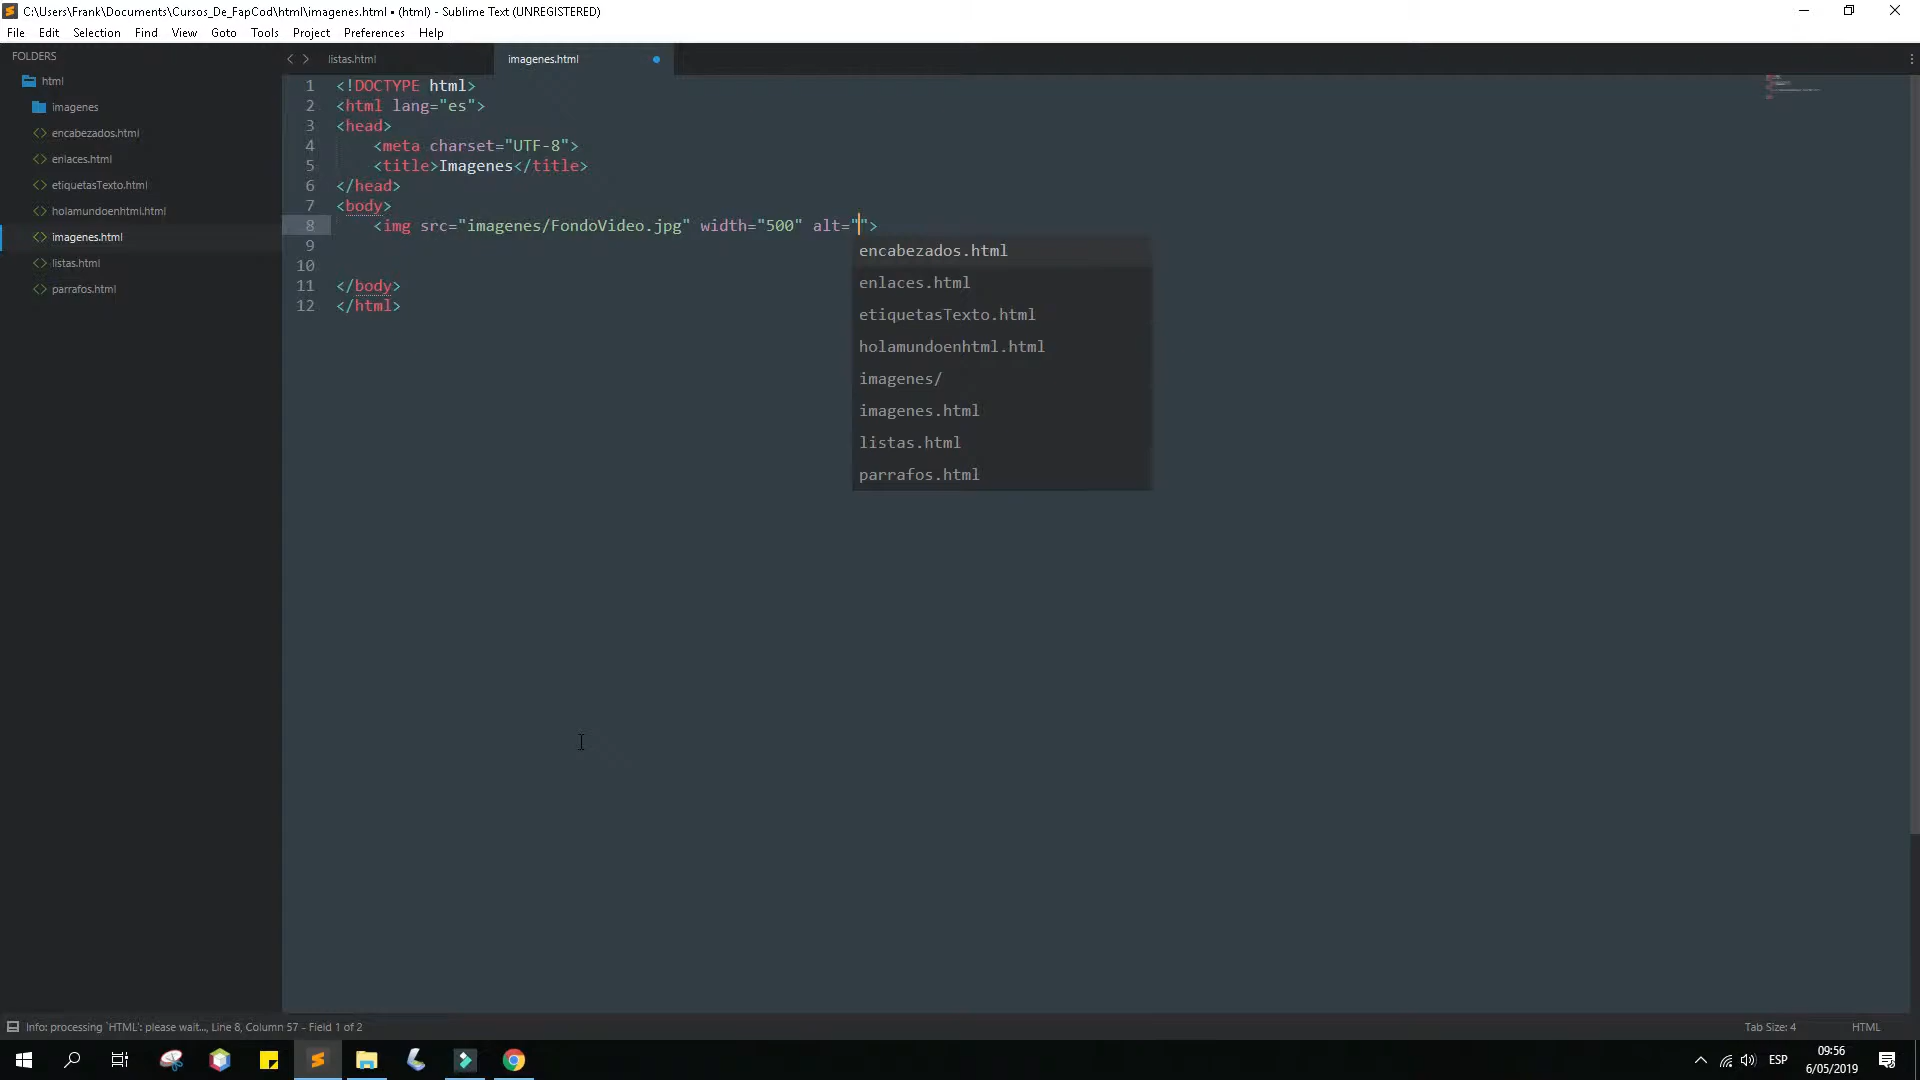 C:\Users\Frank\Documents\Cursos_De_FapCod\html\imagenes.html • (html) - Sublime Text (UNREGISTERED)
File Edit Selection Find View Goto Tools Project Preferences Help
FOLDERS
html
imagenes
encabezados.html
enlaces.html
etiquetasTexto.html
holamundoenhtml.html
imagenes.html
listas.html
parrafos.html
listas.html imagenes.html
1 <!DOCTYPE html>
2 <html lang="es">
3 <head>
4 <meta charset="UTF-8">
5 <title>Imagenes</title>
6 </head>
7 <body>
8 <img src="imagenes/FondoVideo.jpg" width="500" alt="">
9
10
11 </body>
12 </html>
encabezados.html
enlaces.html
etiquetasTexto.html
holamundoenhtml.html
imagenes/
imagenes.html
listas.html
parrafos.html
Info: processing `HTML': please wait..., Line 8, Column 57 - Field 1 of 2 Tab Size: 4 HTML
ESP
09:56
6/05/2019